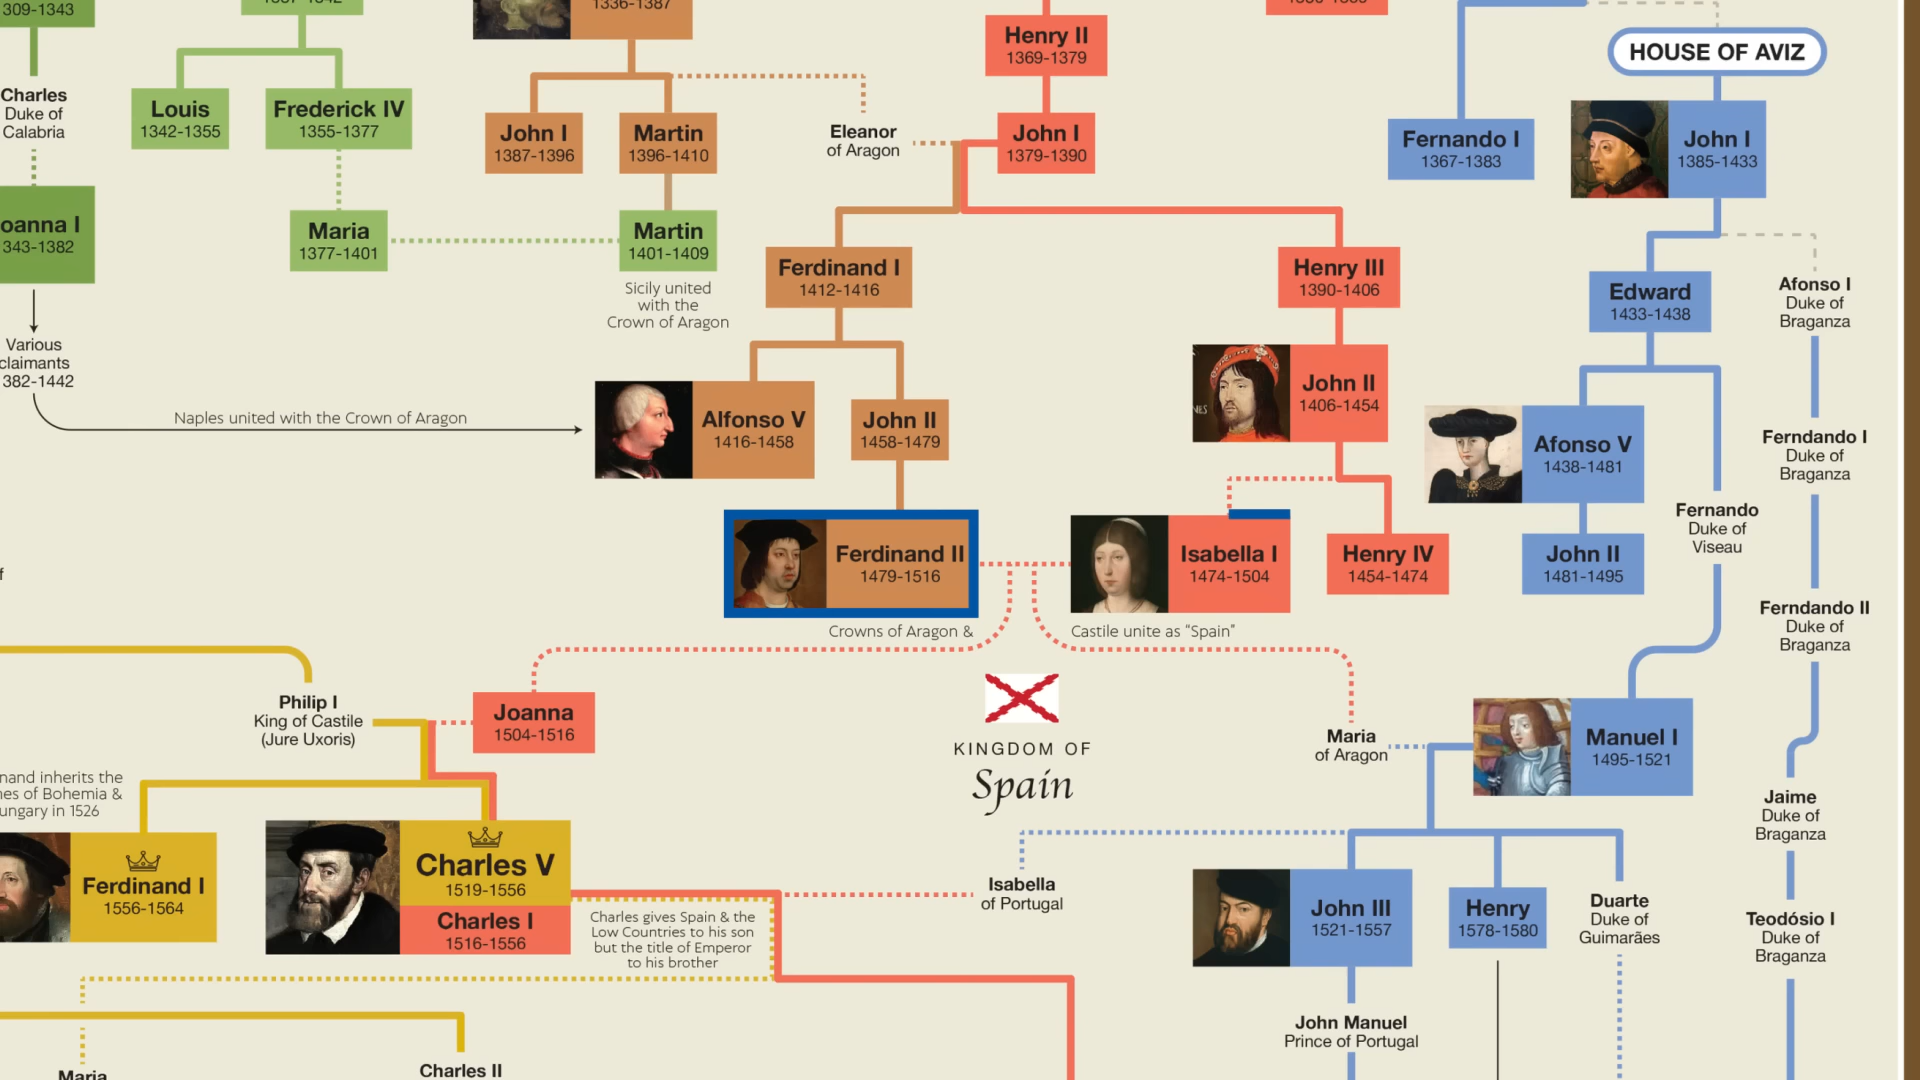 309-1343
1336-1387
Henry II
1369-1379
HOUSE OF AVIZ
Charles
Duke of
Calabria
Louis
1342-1355
Frederick IV
1355-1377
John I
1387-1396
Martin
1396-1410
Eleanor
of Aragon
John I
1379-1390
Fernando I
1367-1383
John I
1385-1433
oanna I
343-1382
Maria
1377-1401
Martin
1401-1409
Sicily united
with the
Crown of Aragon
Ferdinand I
1412-1416
Henry III
1390-1406
Edward
1433-1438
Afonso I
Duke of
Braganza
Various
claimants
382-1442
Naples united with the Crown of Aragon
Alfonso V
1416-1458
John II
1458-1479
John II
1406-1454
Afonso V
1438-1481
Ferndando I
Duke of
Braganza
Fernando
Duke of
Viseau
Ferdinand II
1479-1516
Isabella I
1474-1504
Henry IV
1454-1474
John II
1481-1495
Crowns of Aragon &
Castile unite as “Spain”
Ferndando II
Duke of
Braganza
Philip I
King of Castile
(Jure Uxoris)
Joanna
1504-1516
KINGDOM OF
Spain
Maria
of Aragon
Manuel I
1495-1521
nand inherits the
nes of Bohemia &
ungary in 1526
Jaime
Duke of
Braganza
Ferdinand I
1556-1564
Charles V
1519-1556
Charles I
1516-1556
Charles gives Spain & the
Low Countries to his son
but the title of Emperor
to his brother
Isabella
of Portugal
John III
1521-1557
Henry
1578-1580
Duarte
Duke of
Guimarães
Teodósio I
Duke of
Braganza
John Manuel
Prince of Portugal
Maria
Charles II